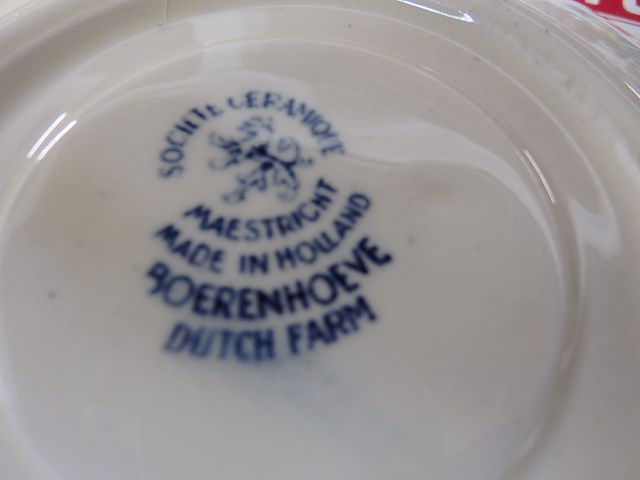 SOCIETE CERAMIQUE
MAESTRICHT
MADE IN HOLLAND
BOERENHOEVE
DUTCH FARM